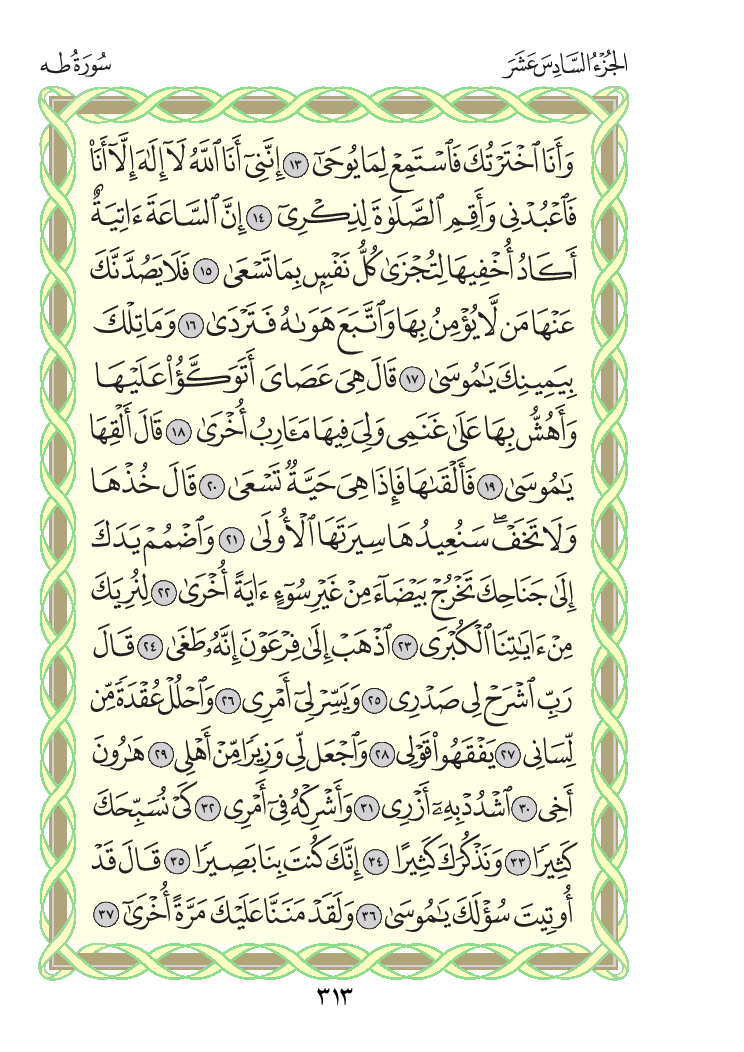 الجُزْءُ السَّادِسَ عَشَرَ
سُورَةُ طه
وَأَنَا ٱخْتَرْتُكَ فَٱسْتَمِعْ لِمَا يُوحَىٰٓ ١٣ إِنَّنِىٓ أَنَا ٱللَّهُ لَآ إِلَٰهَ إِلَّآ أَنَا۠
فَٱعْبُدْنِى وَأَقِمِ ٱلصَّلَوٰةَ لِذِكْرِىٓ ١٤ إِنَّ ٱلسَّاعَةَ ءَاتِيَةٌ
أَكَادُ أُخْفِيهَا لِتُجْزَىٰ كُلُّ نَفْسٍۭ بِمَا تَسْعَىٰ ١٥ فَلَا يَصُدَّنَّكَ
عَنْهَا مَن لَّا يُؤْمِنُ بِهَا وَٱتَّبَعَ هَوَىٰهُ فَتَرْدَىٰ ١٦ وَمَا تِلْكَ
بِيَمِينِكَ يَٰمُوسَىٰ ١٧ قَالَ هِىَ عَصَاىَ أَتَوَكَّؤُا۟ عَلَيْهَا
وَأَهُشُّ بِهَا عَلَىٰ غَنَمِى وَلِىَ فِيهَا مَـَٔارِبُ أُخْرَىٰ ١٨ قَالَ أَلْقِهَا
يَٰمُوسَىٰ ١٩ فَأَلْقَىٰهَا فَإِذَا هِىَ حَيَّةٌ تَسْعَىٰ ٢٠ قَالَ خُذْهَا
وَلَا تَخَفْ ۖ سَنُعِيدُهَا سِيرَتَهَا ٱلْأُولَىٰ ٢١ وَٱضْمُمْ يَدَكَ
إِلَىٰ جَنَاحِكَ تَخْرُجْ بَيْضَآءَ مِنْ غَيْرِ سُوٓءٍ ءَايَةً أُخْرَىٰ ٢٢ لِنُرِيَكَ
مِنْ ءَايَٰتِنَا ٱلْكُبْرَى ٢٣ ٱذْهَبْ إِلَىٰ فِرْعَوْنَ إِنَّهُۥ طَغَىٰ ٢٤ قَالَ
رَبِّ ٱشْرَحْ لِى صَدْرِى ٢٥ وَيَسِّرْ لِىٓ أَمْرِى ٢٦ وَٱحْلُلْ عُقْدَةً مِّن
لِّسَانِى ٢٧ يَفْقَهُوا۟ قَوْلِى ٢٨ وَٱجْعَل لِّى وَزِيرًا مِّنْ أَهْلِى ٢٩ هَٰرُونَ
أَخِى ٣٠ ٱشْدُدْ بِهِۦٓ أَزْرِى ٣١ وَأَشْرِكْهُ فِىٓ أَمْرِى ٣٢ كَىْ نُسَبِّحَكَ
كَثِيرًا ٣٣ وَنَذْكُرَكَ كَثِيرًا ٣٤ إِنَّكَ كُنتَ بِنَا بَصِيرًا ٣٥ قَالَ قَدْ
أُوتِيتَ سُؤْلَكَ يَٰمُوسَىٰ ٣٦ وَلَقَدْ مَنَنَّا عَلَيْكَ مَرَّةً أُخْرَىٰٓ ٣٧
٣١٣